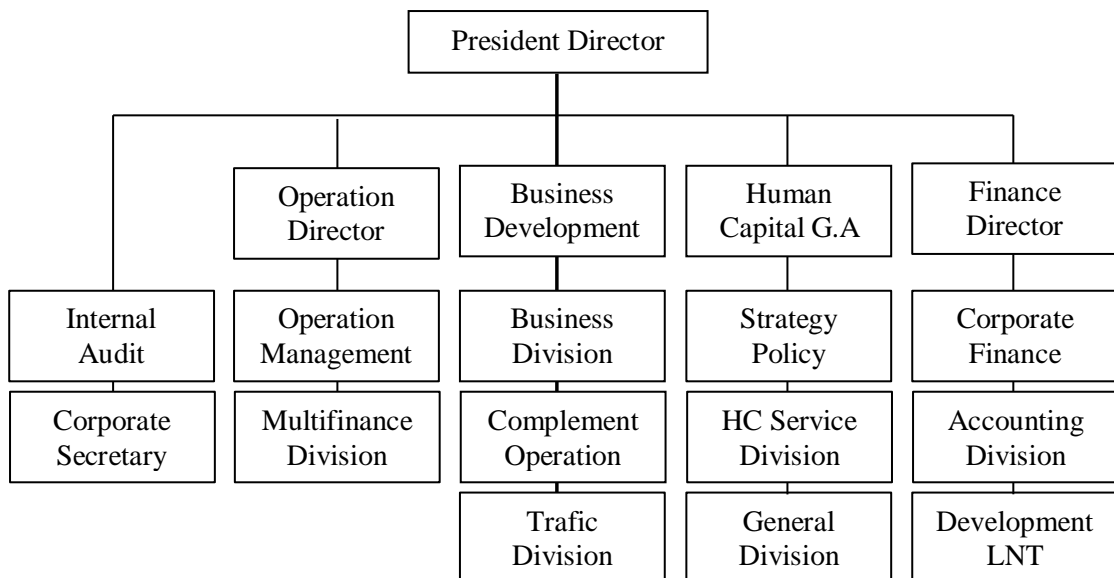 President Director
Operation
Director
Business
Development
Human
Capital G.A
Finance
Director
Internal
Audit
Operation
Management
Business
Division
Strategy
Policy
Corporate
Finance
Corporate
Secretary
Multifinance
Division
Complement
Operation
HC Service
Division
Accounting
Division
Trafic
Division
General
Division
Development
LNT